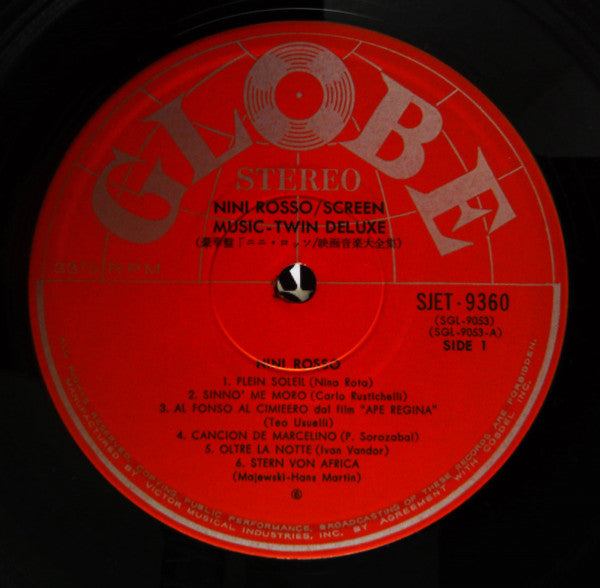 GLOBE
STEREO
NINI ROSSO/SCREEN
MUSIC-TWIN DELUXE
(豪華盤「ニニ・ロッソ/映画音楽大全集)
33⅓ R.P.M
SJET-9360
(SGL-9053)
(SGL-9053-A)
SIDE 1
NINI ROSSO
1. PLEIN SOLEIL (Nino Rota)
2. SINNO' ME MORO (Carlo Rustichelli)
3. AL FONSO AL CIMIEERO dal film "APE REGINA"
(Teo Usuelli)
4. CANCION DE MARCELINO (P. Sorozabal)
5. OLTRE LA NOTTE (Ivan Vandor)
6. STERN VON AFRICA
(Majewski-Hans Martin)
ALL RIGHTS RESERVED. COPYING, PUBLIC PERFORMANCE, BROADCASTING OF THESE RECORDS ARE FORBIDDEN.
MANUFACTURED BY VICTOR MUSICAL INDUSTRIES, INC. BY AGREEMENT WITH COSDEL INC.